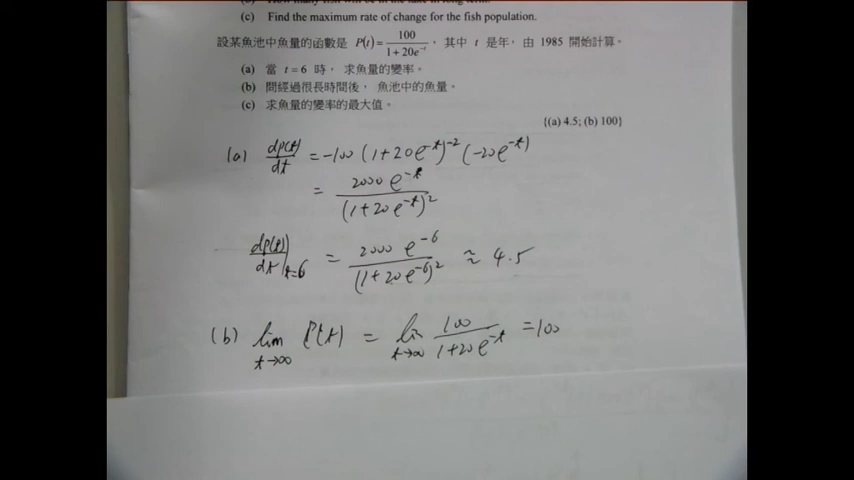 (c) Find the maximum rate of change for the fish population.
設某魚池中魚量的函數是 P(t) = 100 / (1 + 20e^{-t}), 其中 t 是年, 由 1985 開始計算。
(a) 當 t = 6 時, 求魚量的變率。
(b) 問經過很長時間後, 魚池中的魚量。
(c) 求魚量的變率的最大值。
{(a) 4.5; (b) 100}
(a) dp(t)/dt = -100 (1+20e^{-t})^{-2} (-20e^{-t})
= 2000 e^{-t} / (1+20e^{-t})^2
dp(t)/dt |_{t=6} = 2000 e^{-6} / (1+20e^{-6})^2 ≈ 4.5
(b) lim_{t→∞} P(t) = lim_{t→∞} 100 / (1+20e^{-t}) = 100